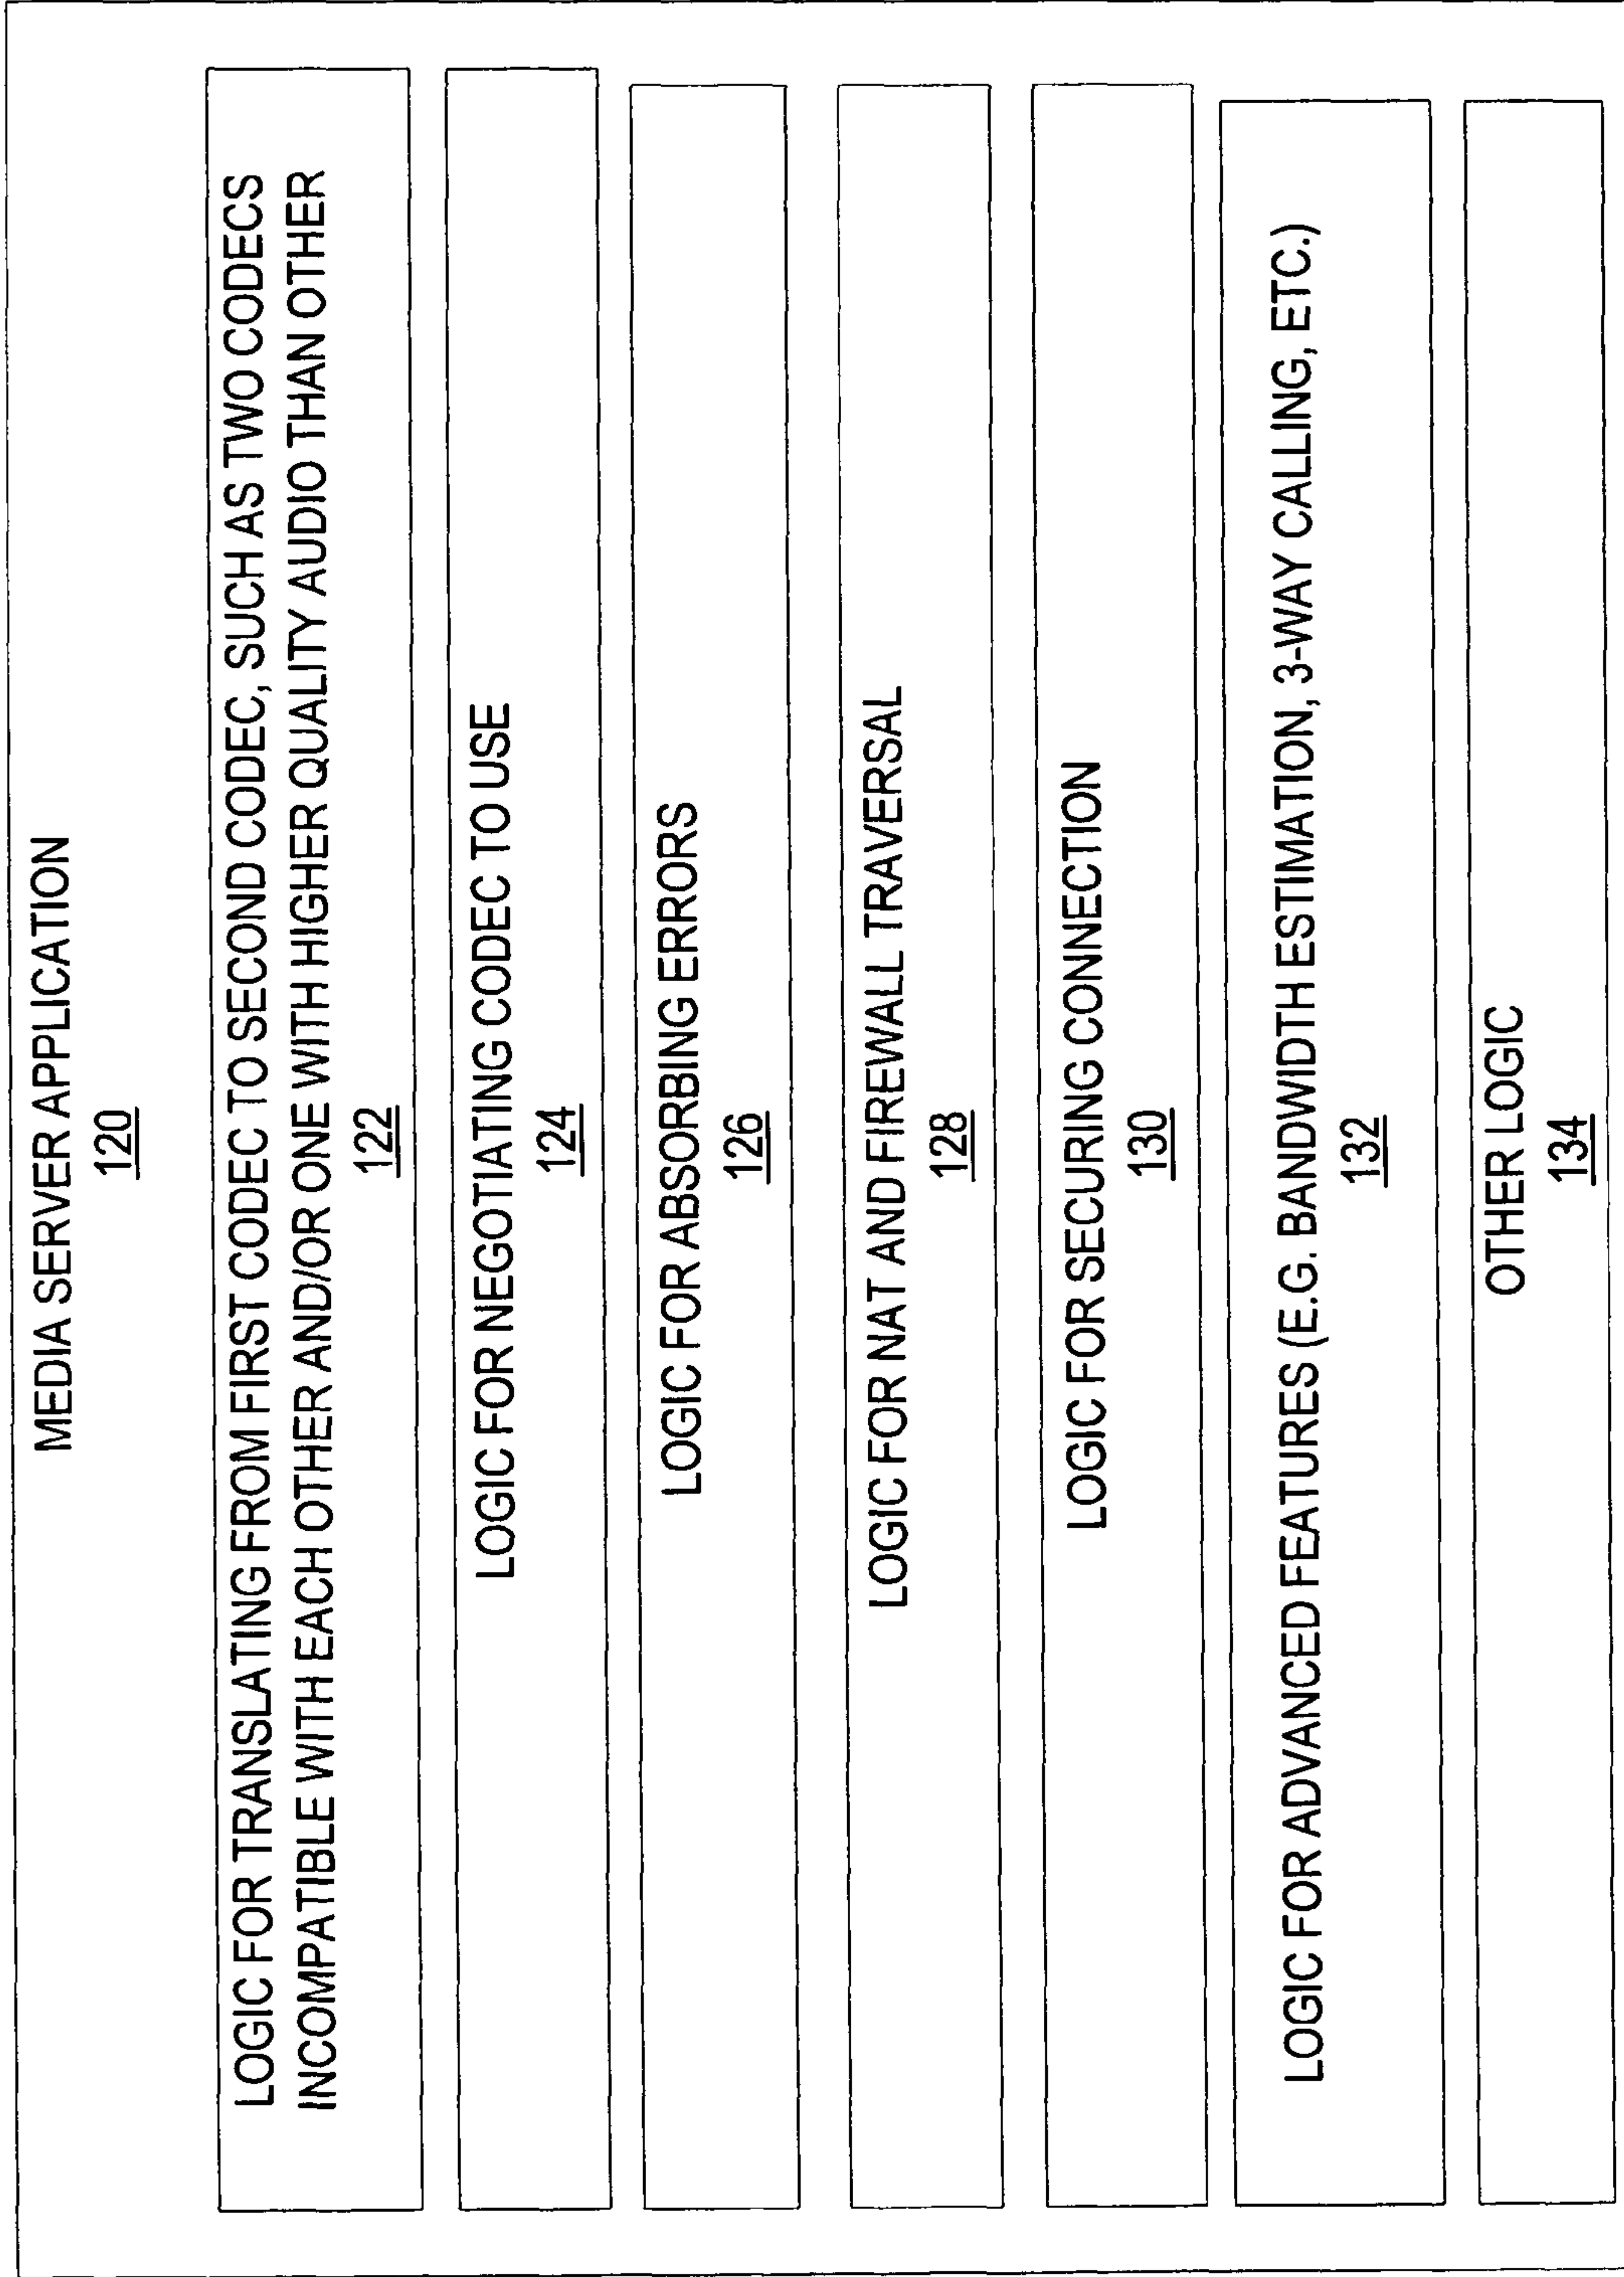 MEDIA SERVER APPLICATION
120
LOGIC FOR TRANSLATING FROM FIRST CODEC TO SECOND CODEC, SUCH AS TWO CODECS
INCOMPATIBLE WITH EACH OTHER AND/OR ONE WITH HIGHER QUALITY AUDIO THAN OTHER
122
LOGIC FOR NEGOTIATING CODEC TO USE
124
LOGIC FOR ABSORBING ERRORS
126
LOGIC FOR NAT AND FIREWALL TRAVERSAL
128
LOGIC FOR SECURING CONNECTION
130
LOGIC FOR ADVANCED FEATURES (E.G. BANDWIDTH ESTIMATION, 3-WAY CALLING, ETC.)
132
OTHER LOGIC
134